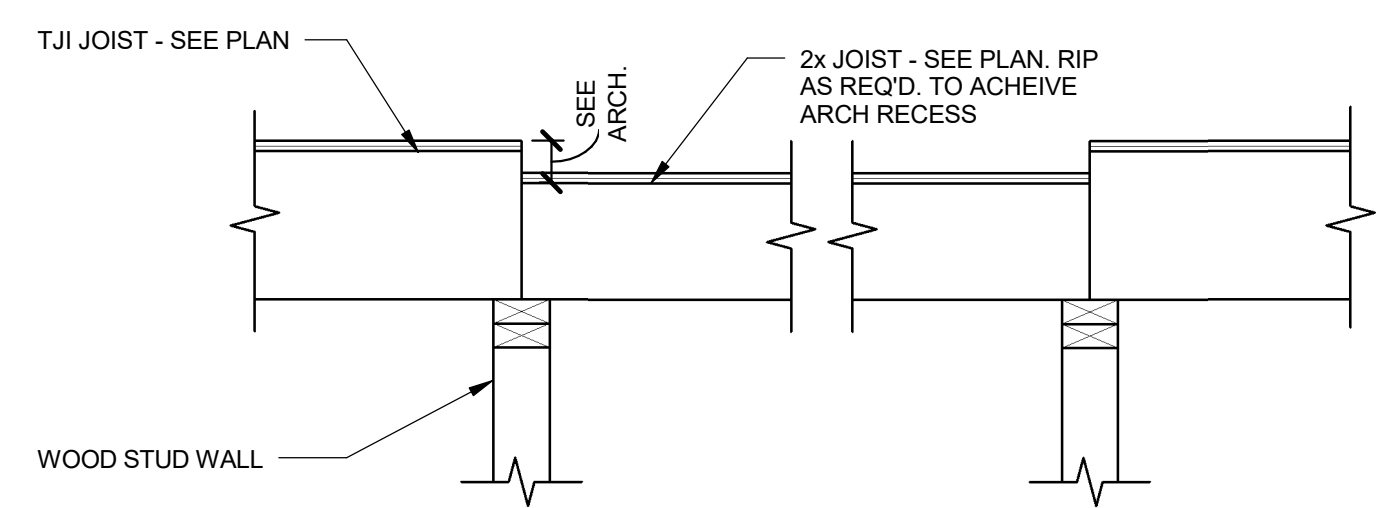 TJI JOIST - SEE PLAN
SEE
ARCH.
2x JOIST - SEE PLAN. RIP
AS REQ'D. TO ACHEIVE
ARCH RECESS
WOOD STUD WALL